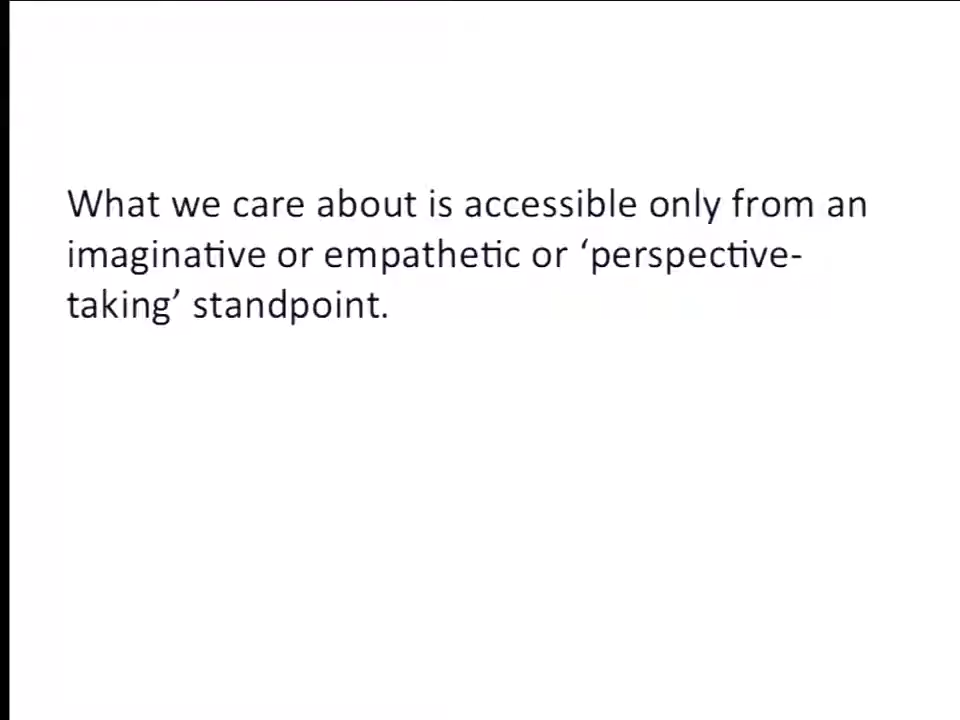 What we care about is accessible only from an
imaginative or empathetic or ‘perspective-
taking’ standpoint.